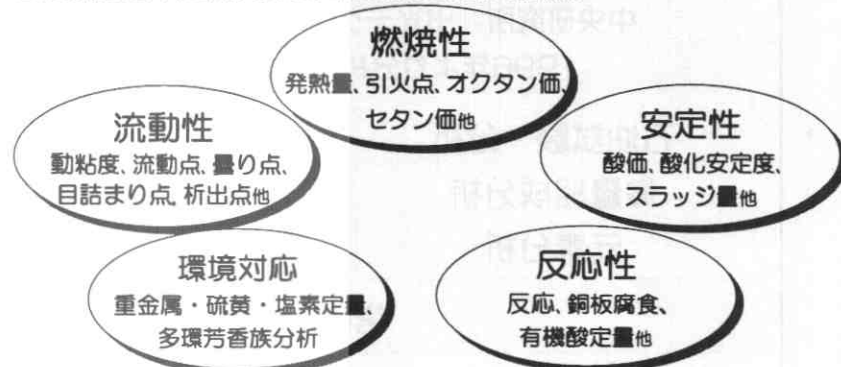 燃焼性
発熱量、引火点、オクタン価、
セタン価他
流動性
動粘度、流動点、曇り点、
目詰まり点、析出点他
安定性
酸価、酸化安定度、
スラッジ量他
環境対応
重金属・硫黄・塩素定量、
多環芳香族分析
反応性
反応、銅板腐食、
有機酸定量他